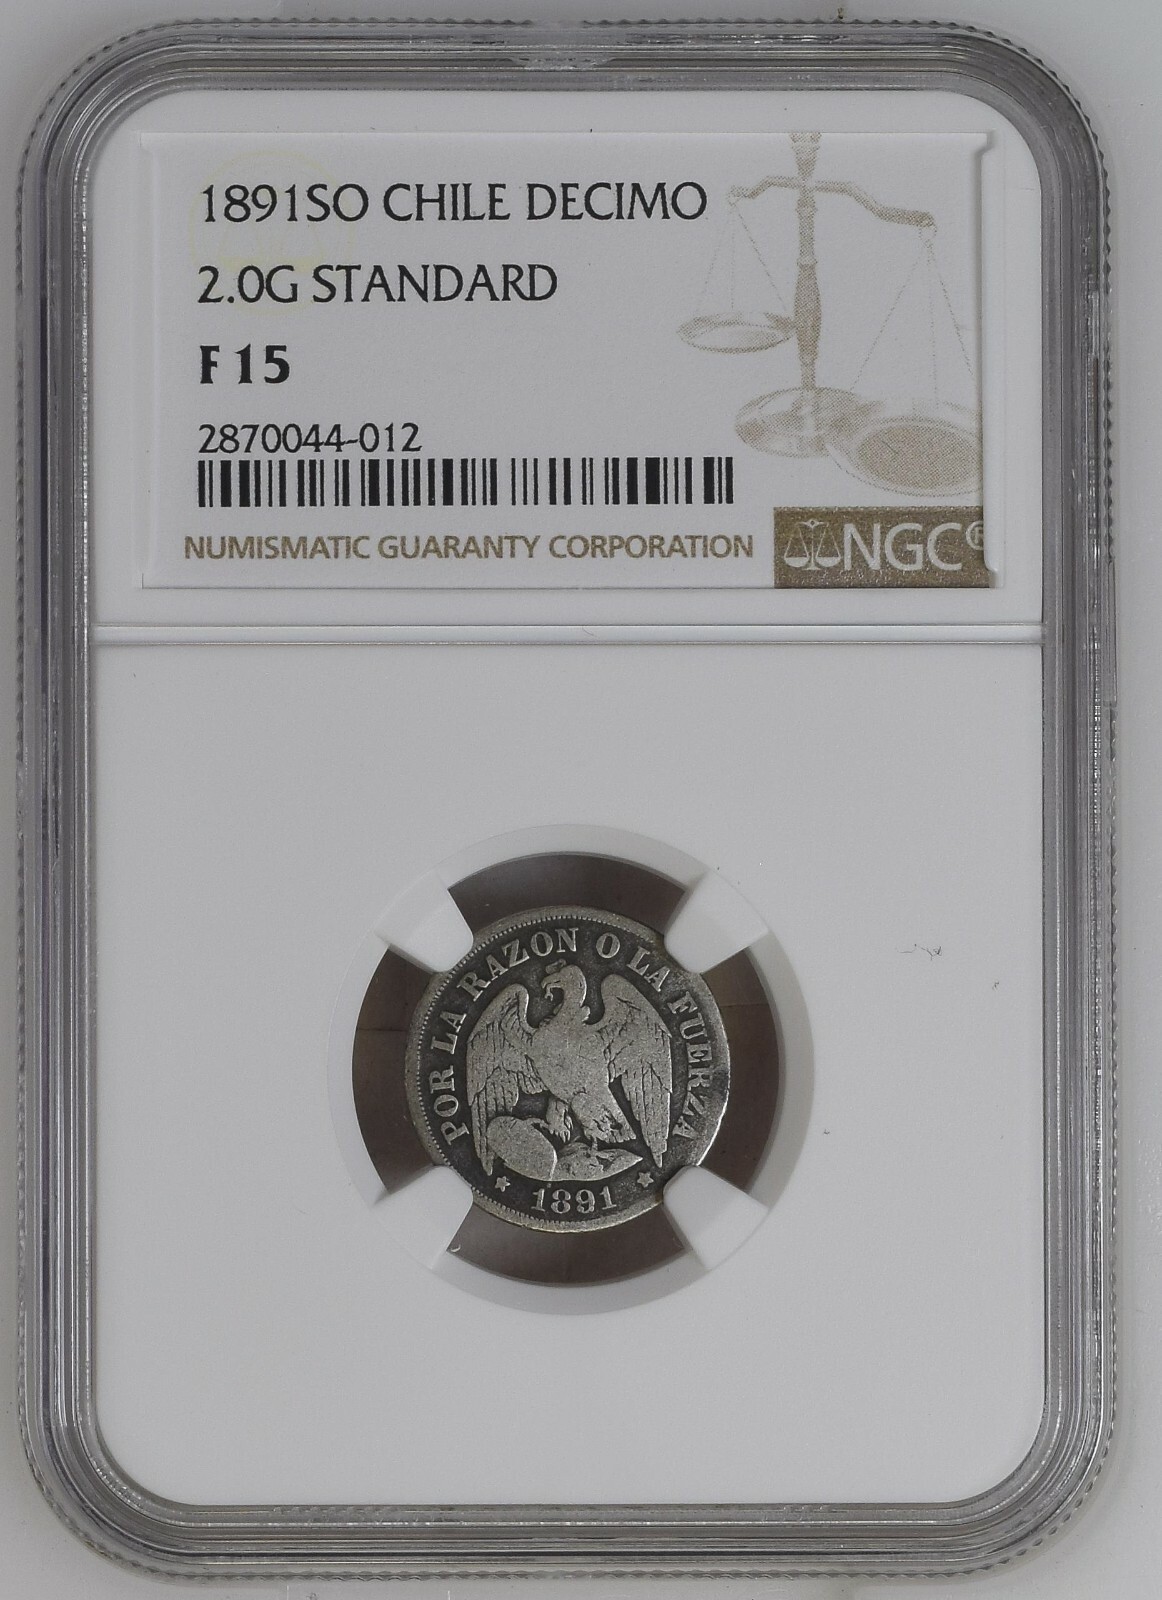 1891SO CHILE DECIMO
2.0G STANDARD
F 15
2870044-012
NUMISMATIC GUARANTY CORPORATION
NGC®
POR LA RAZON O LA FUERZA
★ 1891 ★